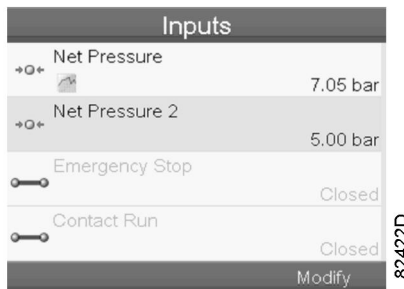 Inputs
Net Pressure
7.05 bar
Net Pressure 2
5.00 bar
Emergency Stop
Closed
Contact Run
Closed
Modify
82422D